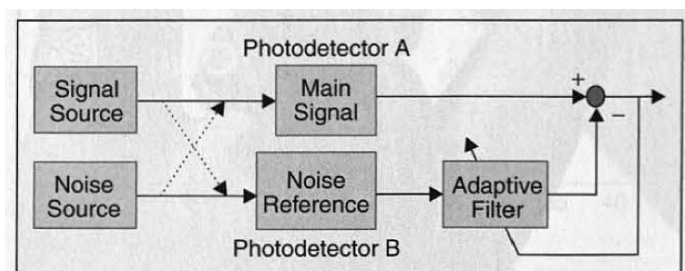 Photodetector A
Signal
Source
Main
Signal
+
−
Noise
Source
Noise
Reference
Adaptive
Filter
Photodetector B